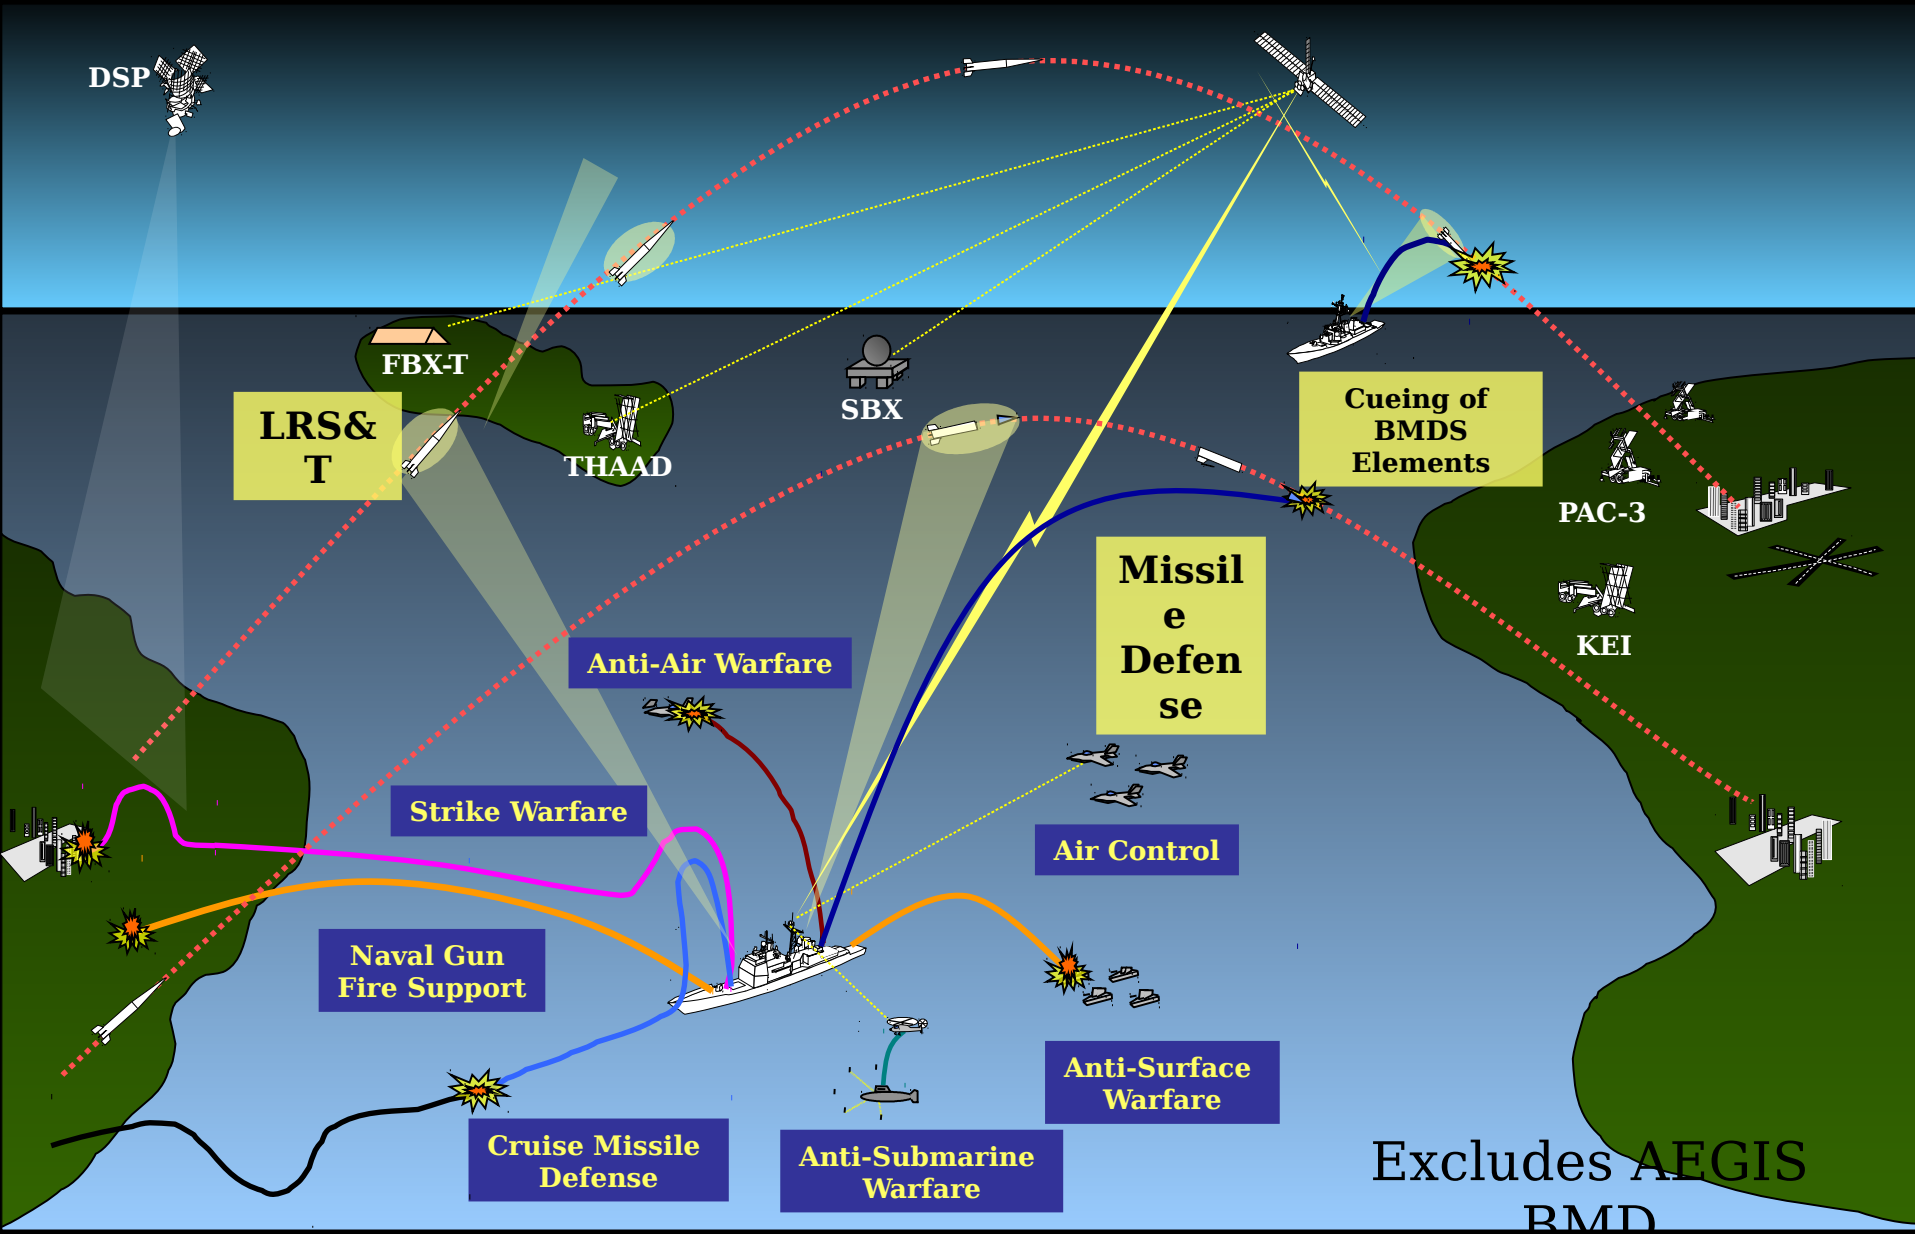 DSP
FBX-T
LRS&
T
THAAD
SBX
Cueing of
BMDS
Elements
PAC-3
KEI
Missil
e
Defen
se
Anti-Air Warfare
Strike Warfare
Air Control
Naval Gun
Fire Support
Anti-Surface
Warfare
Cruise Missile
Defense
Anti-Submarine
Warfare
Excludes AEGIS
BMD